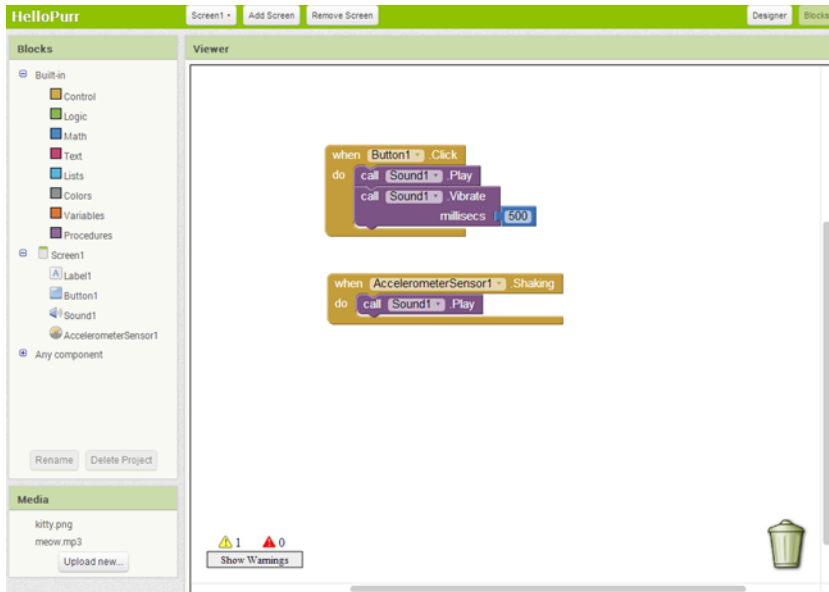 HelloPurr
Screen1 Add Screen Remove Screen Designer Blocks
Blocks
Viewer
Built-in
Control
Logic
Math
Text
Lists
Colors
Variables
Procedures
Screen1
Label1
Button1
Sound1
AccelerometerSensor1
Any component
Rename Delete Project
Media
kitty.png
meow.mp3
Upload new...
when Button1 .Click
do call Sound1 .Play
call Sound1 .Vibrate
millisecs 500
when AccelerometerSensor1 .Shaking
do call Sound1 .Play
1 0
Show Warnings